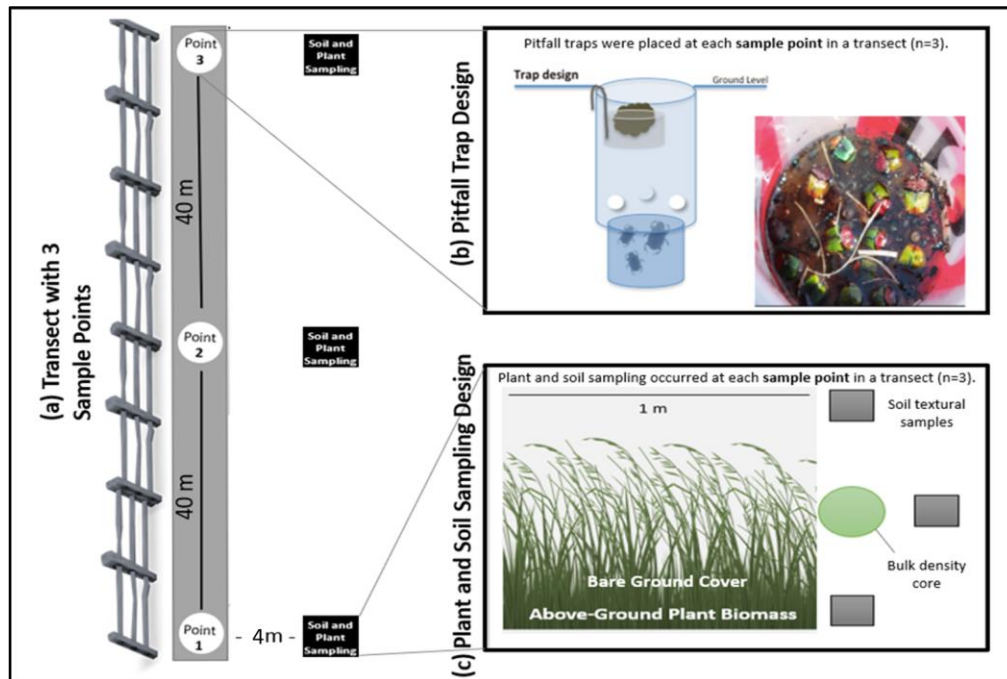 (a) Transect with 3
Sample Points
Point
3
40 m
Point
2
40 m
Point
1
- 4m -
Soil and
Plant
Sampling
Soil and
Plant
Sampling
Soil and
Plant
Sampling
(b) Pitfall Trap Design
Pitfall traps were placed at each sample point in a transect (n=3).
Trap design
Ground Level
(c) Plant and Soil Sampling Design
Plant and soil sampling occurred at each sample point in a transect (n=3).
1 m
Soil textural
samples
Bare Ground Cover
Above-Ground Plant Biomass
Bulk density
core